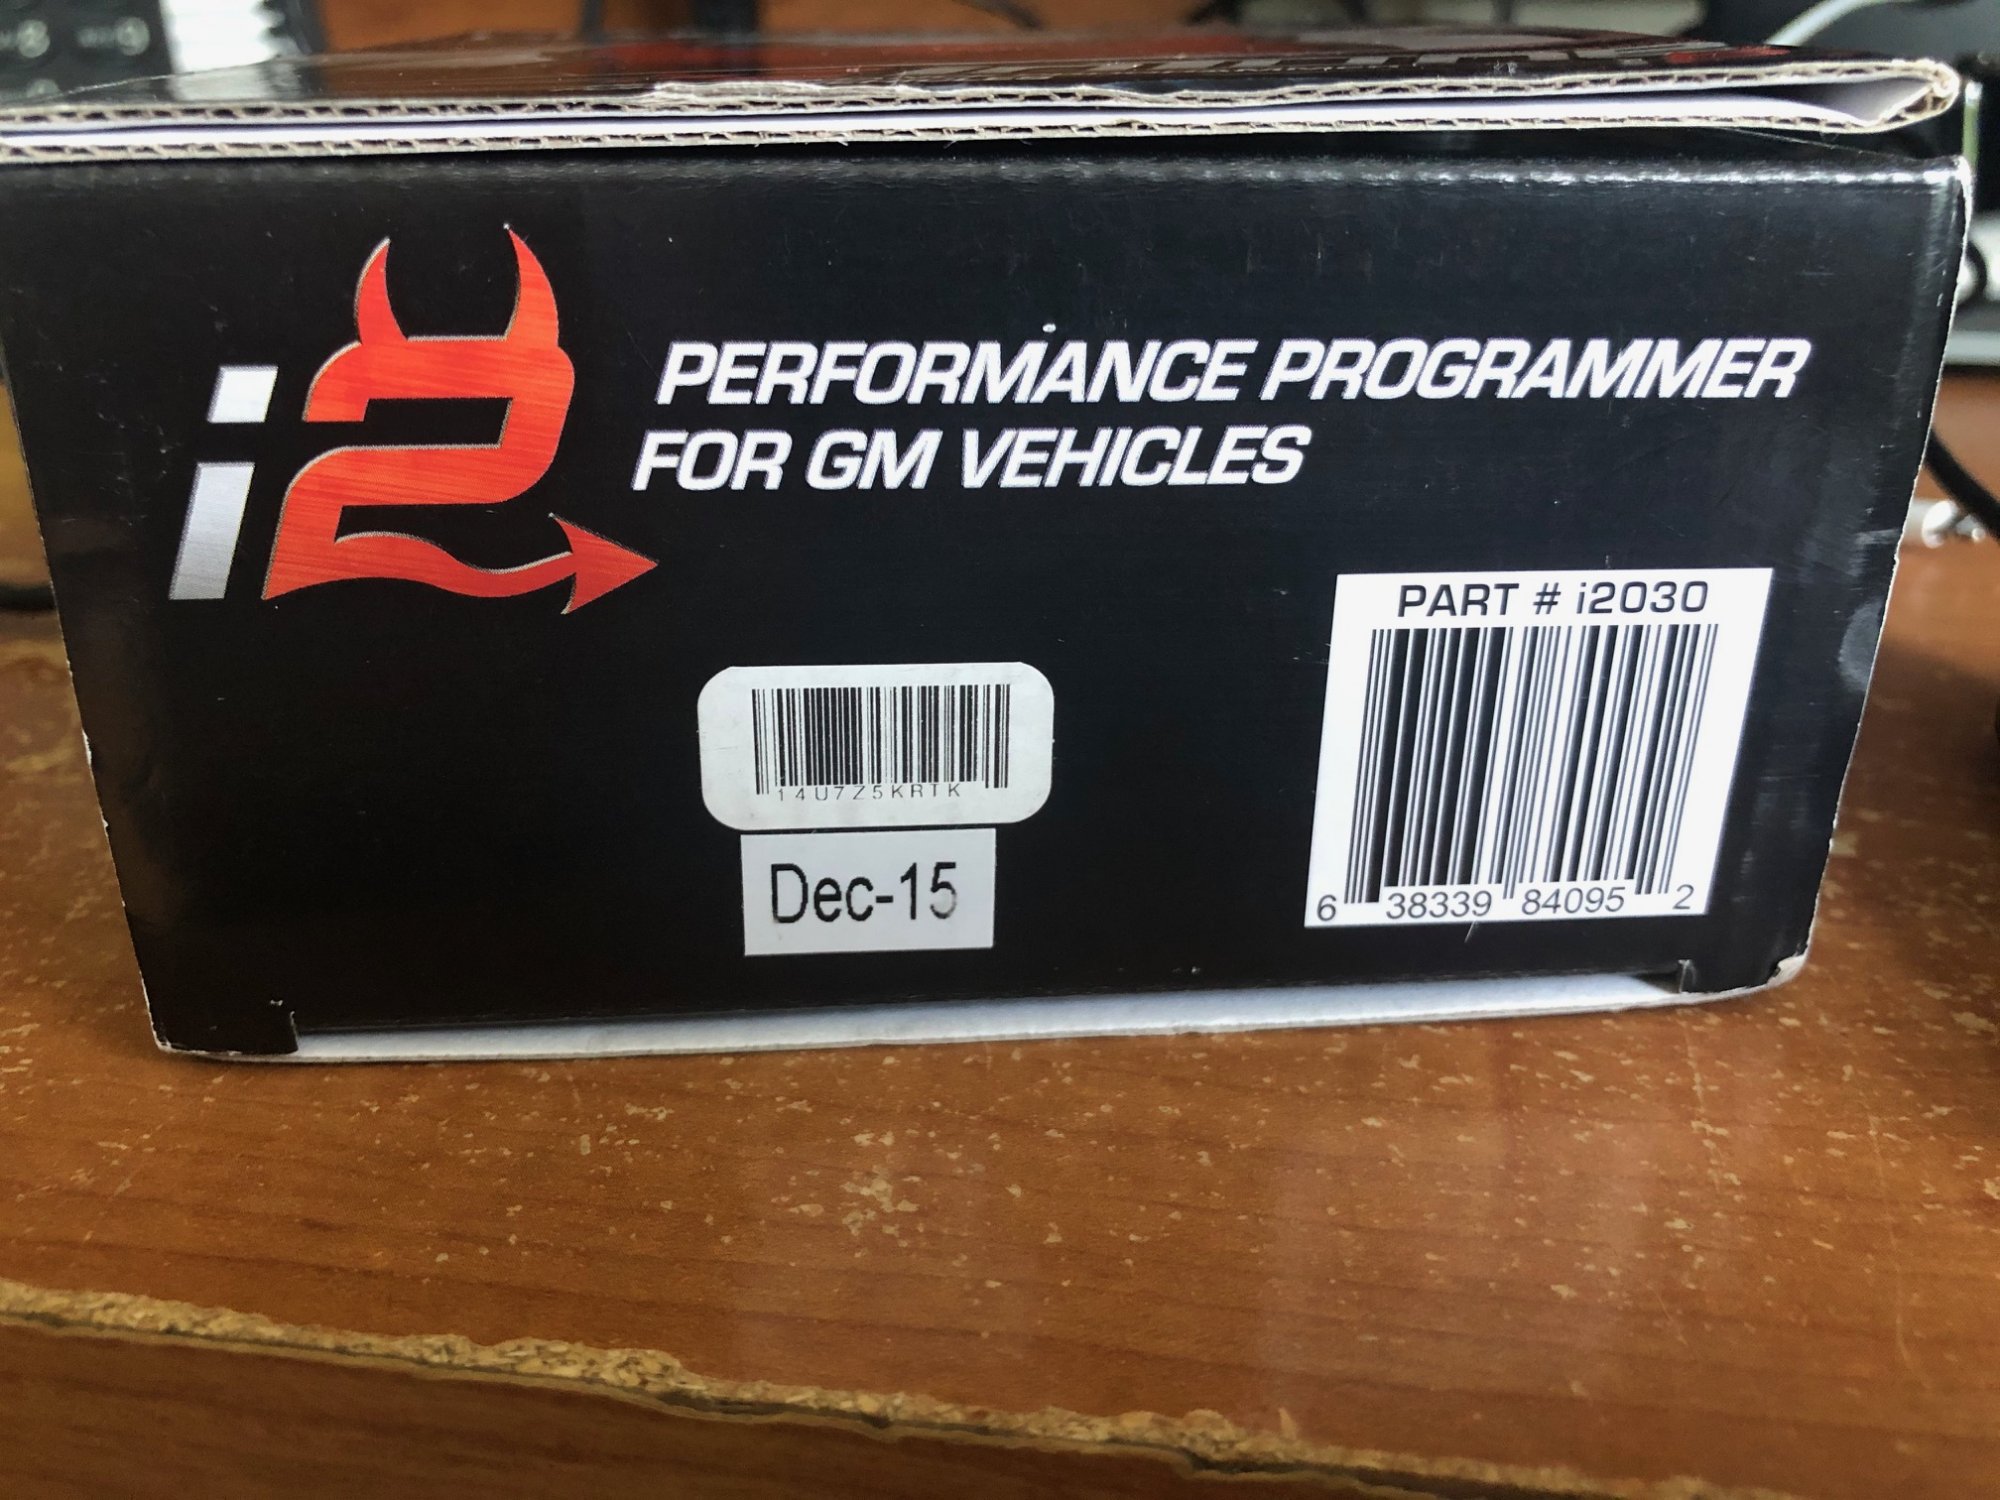 i2
PERFORMANCE PROGRAMMER
FOR GM VEHICLES
PART # i2030
14U7Z5KRTK
Dec-15
6 38339 84095 2